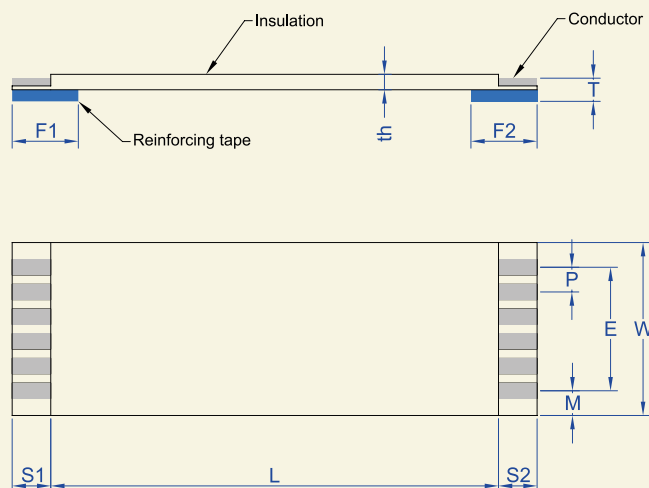 Insulation
Conductor
T
F1
Reinforcing tape
th
F2
P
E
W
M
S1
L
S2